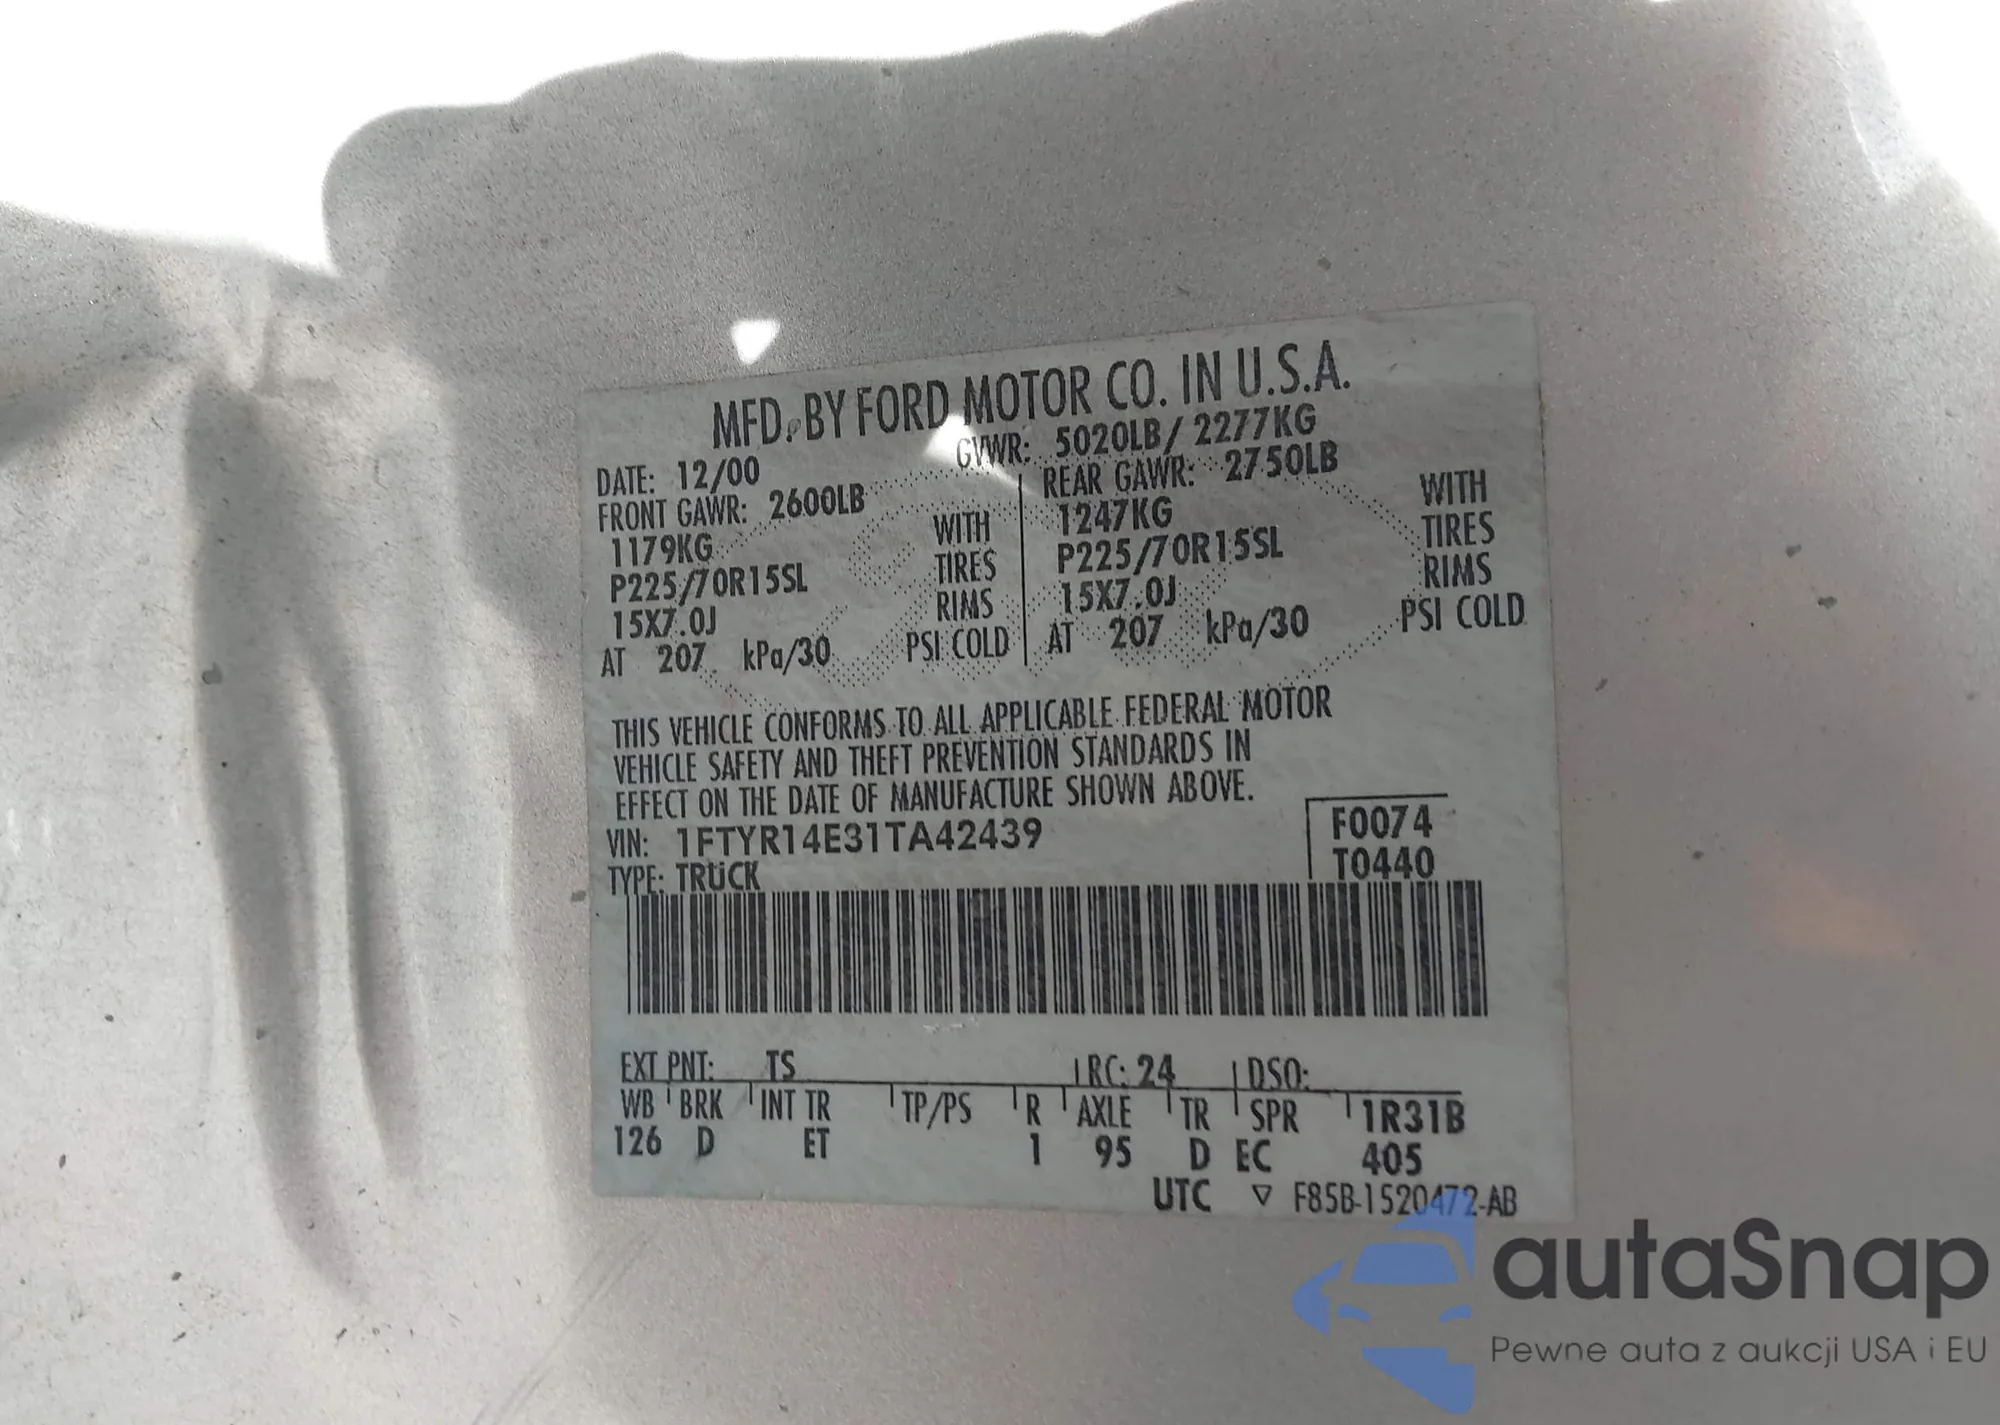 MFD. BY FORD MOTOR CO. IN U.S.A.
DATE: 12/00 GVWR: 5020LB/ 2277KG
FRONT GAWR: 2600LB REAR GAWR: 2750LB
1179KG WITH 1247KG WITH
P225/70R15SL TIRES P225/70R15SL TIRES
15X7.0J RIMS 15X7.0J RIMS
AT 207 kPa/30 PSI COLD AT 207 kPa/30 PSI COLD
THIS VEHICLE CONFORMS TO ALL APPLICABLE FEDERAL MOTOR
VEHICLE SAFETY AND THEFT PREVENTION STANDARDS IN
EFFECT ON THE DATE OF MANUFACTURE SHOWN ABOVE.
VIN: 1FTYR14E31TA42439 F0074
TYPE: TRUCK T0440
EXT PNT: TS RC: 24 DSO:
WB BRK INT TR TP/PS R AXLE TR SPR 1R31B
126 D ET 1 95 D EC 405
UTC ▽ F85B-1520472-AB
autaSnap
Pewne auta z aukcji USA i EU